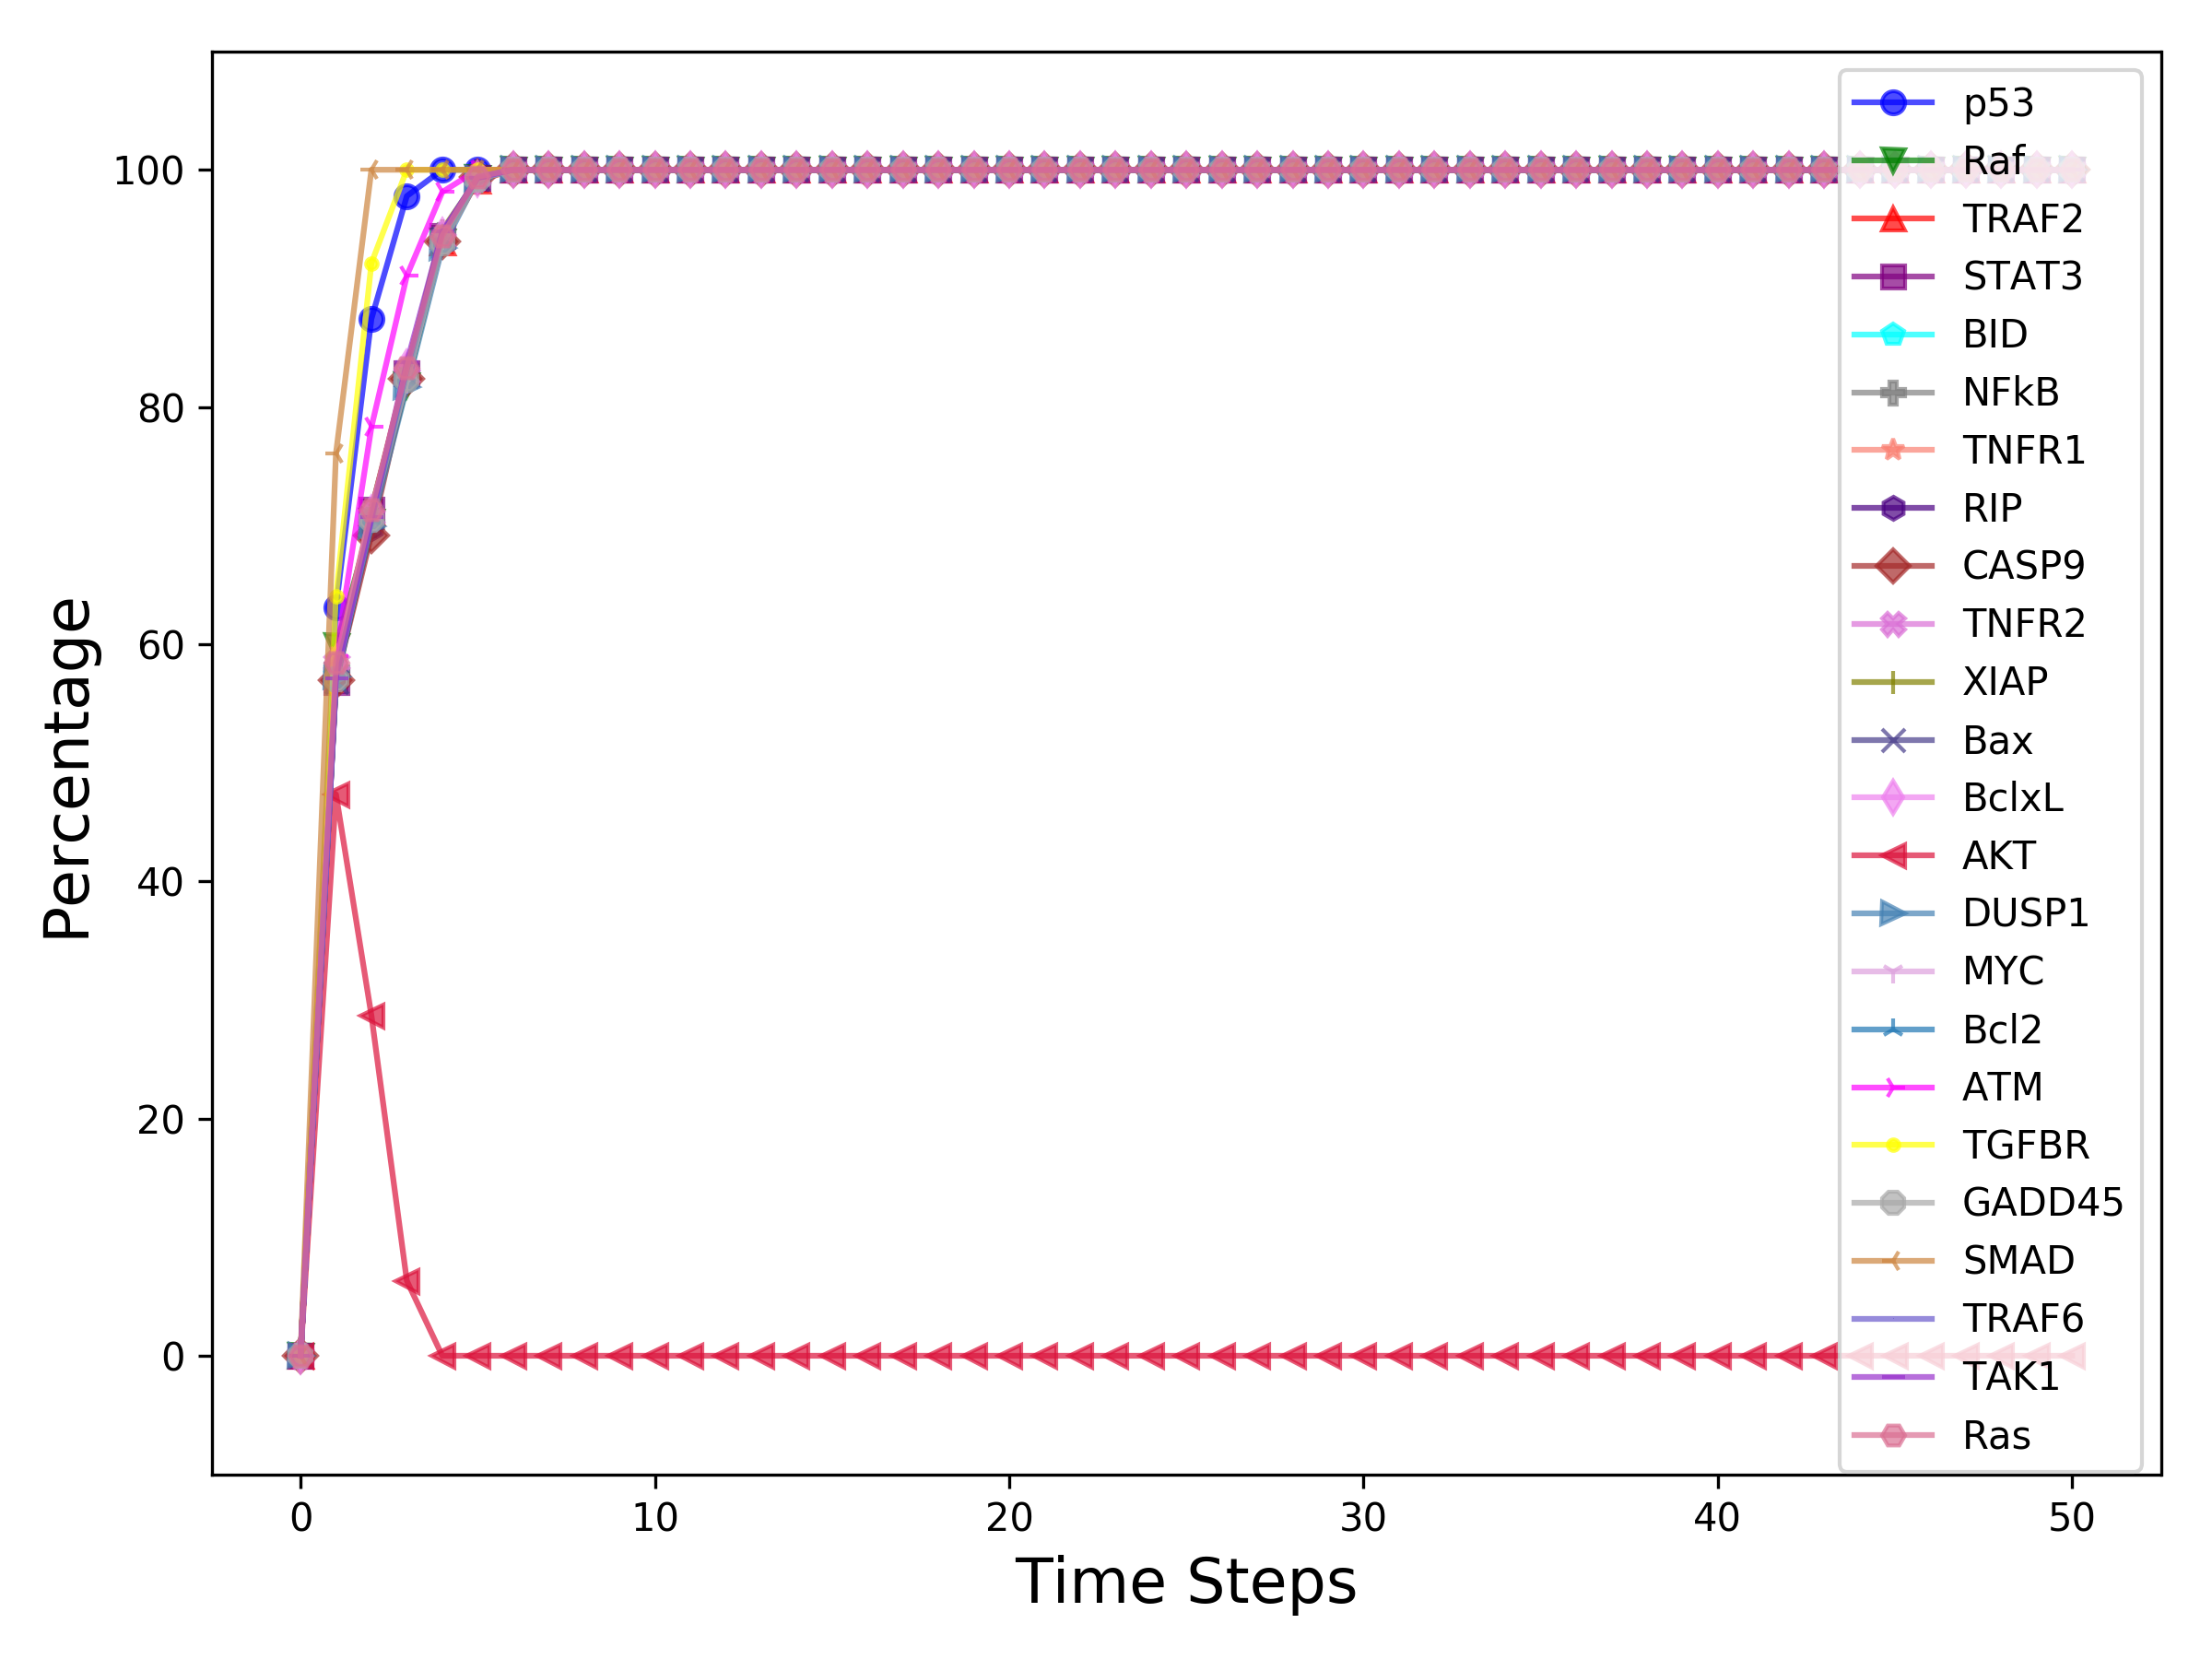 Percentage
100
80
60
40
20
0
0 10 20 30 40 50
Time Steps
p53
Raf
TRAF2
STAT3
BID
NFkB
TNFR1
RIP
CASP9
TNFR2
XIAP
Bax
BclxL
AKT
DUSP1
MYC
Bcl2
ATM
TGFBR
GADD45
SMAD
TRAF6
TAK1
Ras